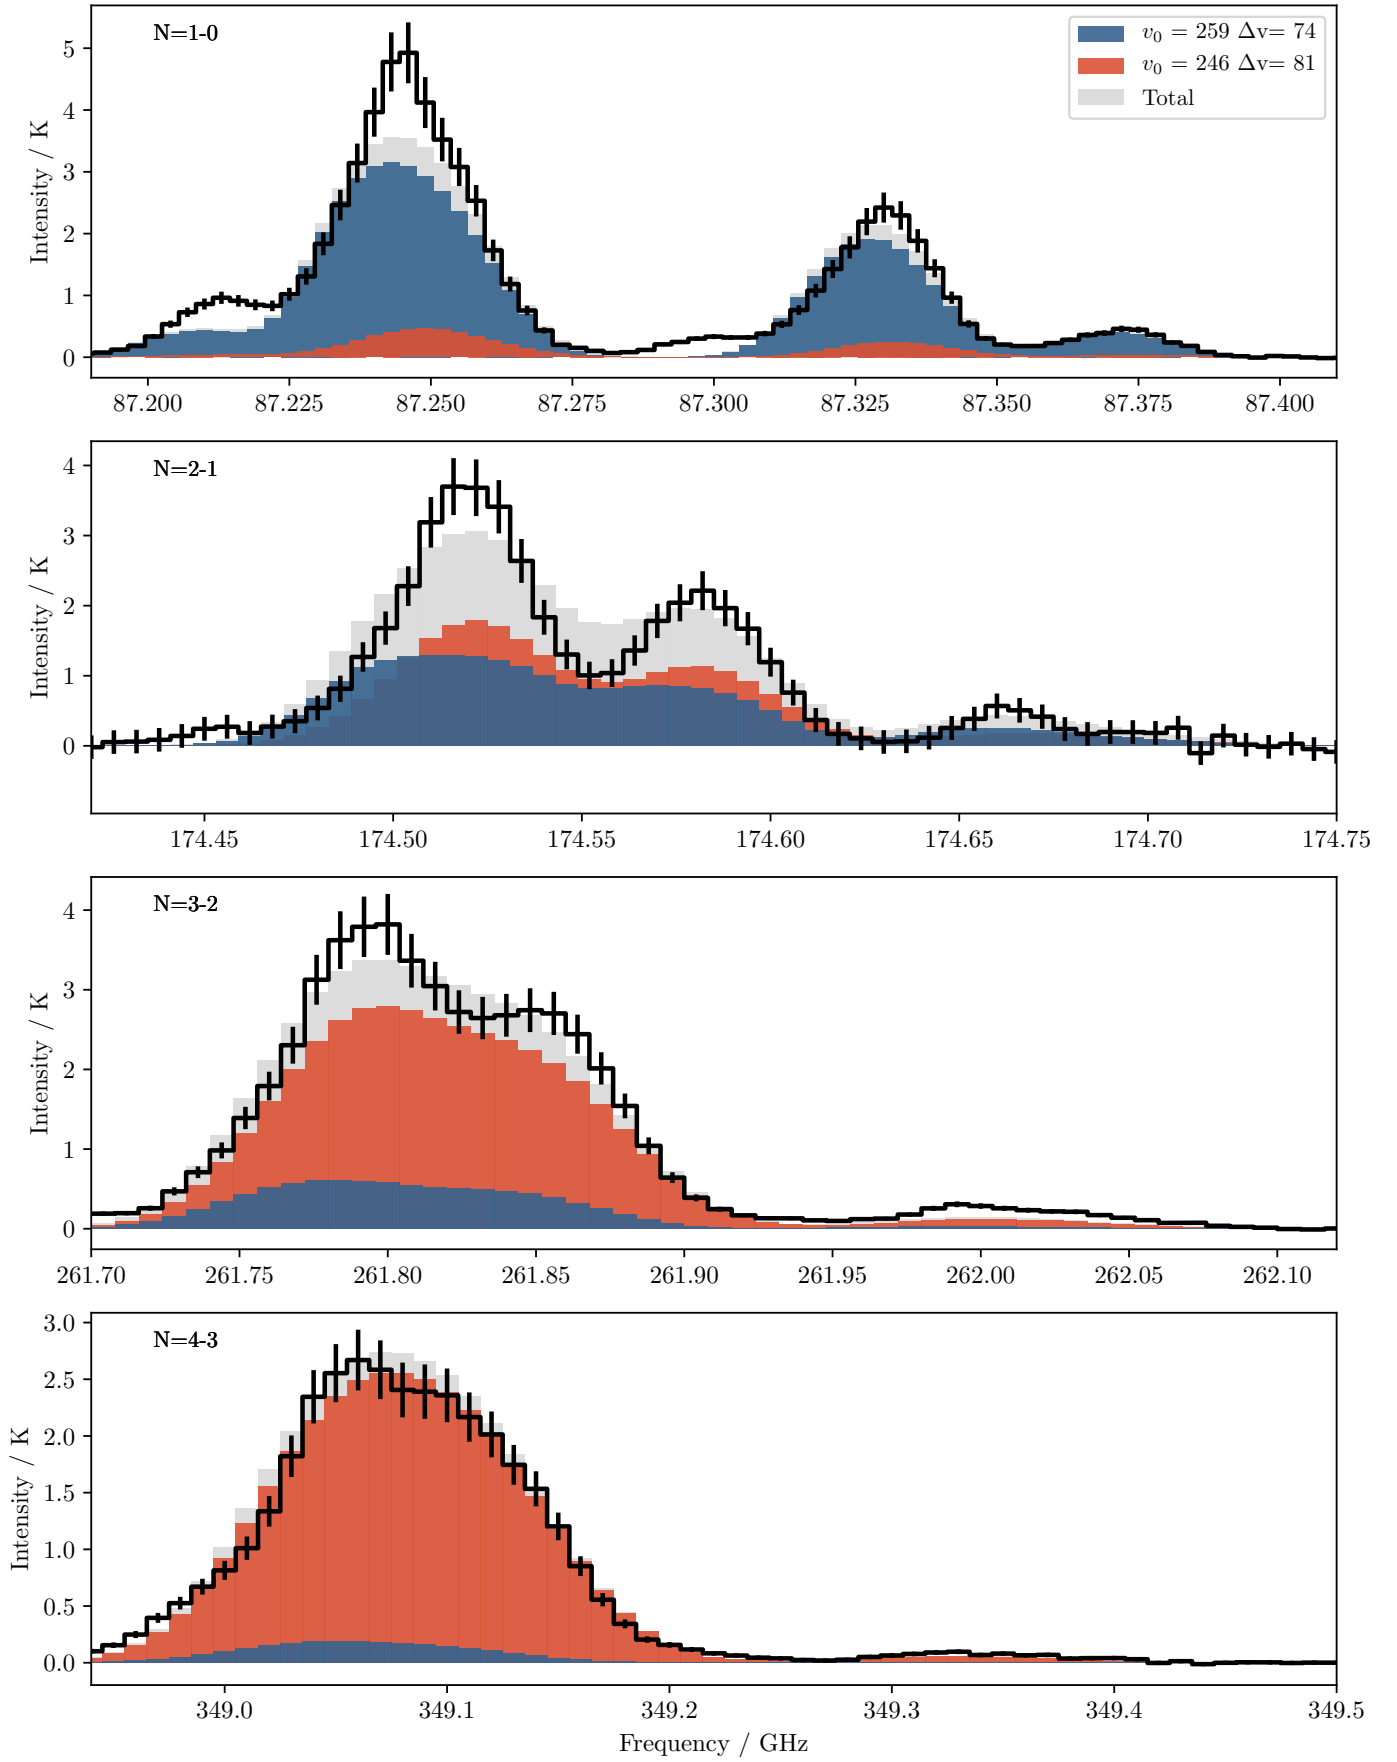 N=1-0
v₀ = 259 Δv= 74
v₀ = 246 Δv= 81
Total
Intensity / K
5
4
3
2
1
0
87.200 87.225 87.250 87.275 87.300 87.325 87.350 87.375 87.400
N=2-1
Intensity / K
4
3
2
1
0
174.45 174.50 174.55 174.60 174.65 174.70 174.75
N=3-2
Intensity / K
4
3
2
1
0
261.70 261.75 261.80 261.85 261.90 261.95 262.00 262.05 262.10
N=4-3
Intensity / K
3.0
2.5
2.0
1.5
1.0
0.5
0.0
349.0 349.1 349.2 349.3 349.4 349.5
Frequency / GHz